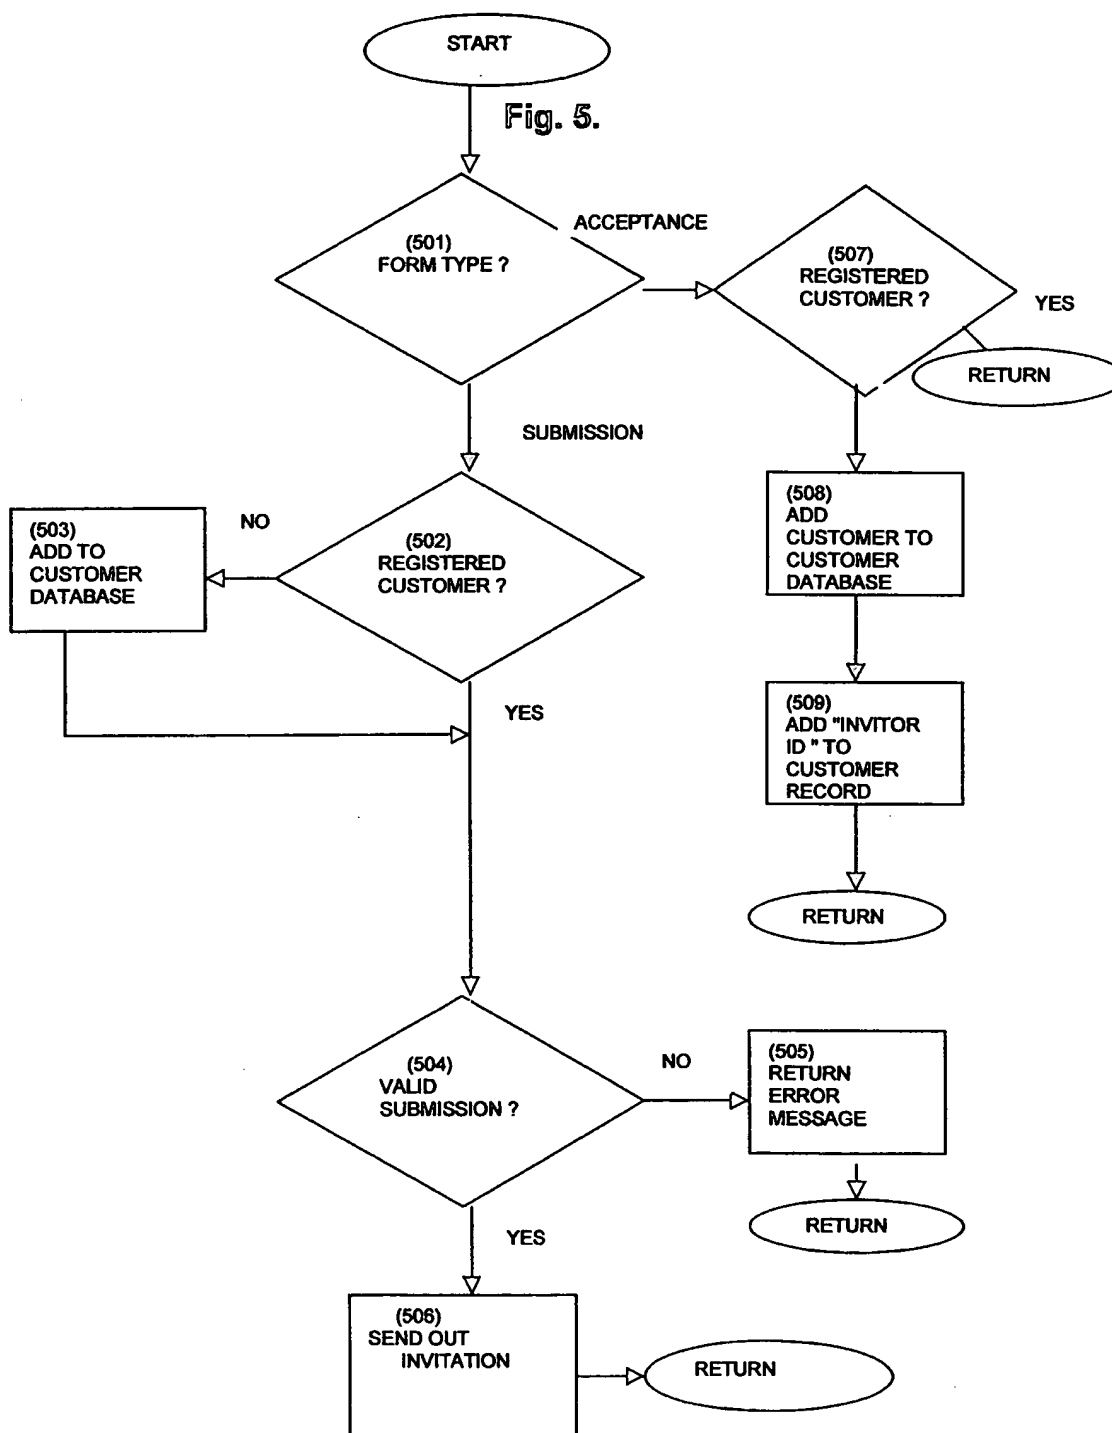 START
Fig. 5.
ACCEPTANCE
(501)
FORM TYPE ?
(507)
REGISTERED
CUSTOMER ?
YES
RETURN
SUBMISSION
(508)
ADD
CUSTOMER TO
CUSTOMER
DATABASE
(503)
ADD TO
CUSTOMER
DATABASE
NO
(502)
REGISTERED
CUSTOMER ?
YES
(509)
ADD "INVITOR
ID " TO
CUSTOMER
RECORD
RETURN
(504)
VALID
SUBMISSION ?
NO
(505)
RETURN
ERROR
MESSAGE
RETURN
YES
(506)
SEND OUT
INVITATION
RETURN